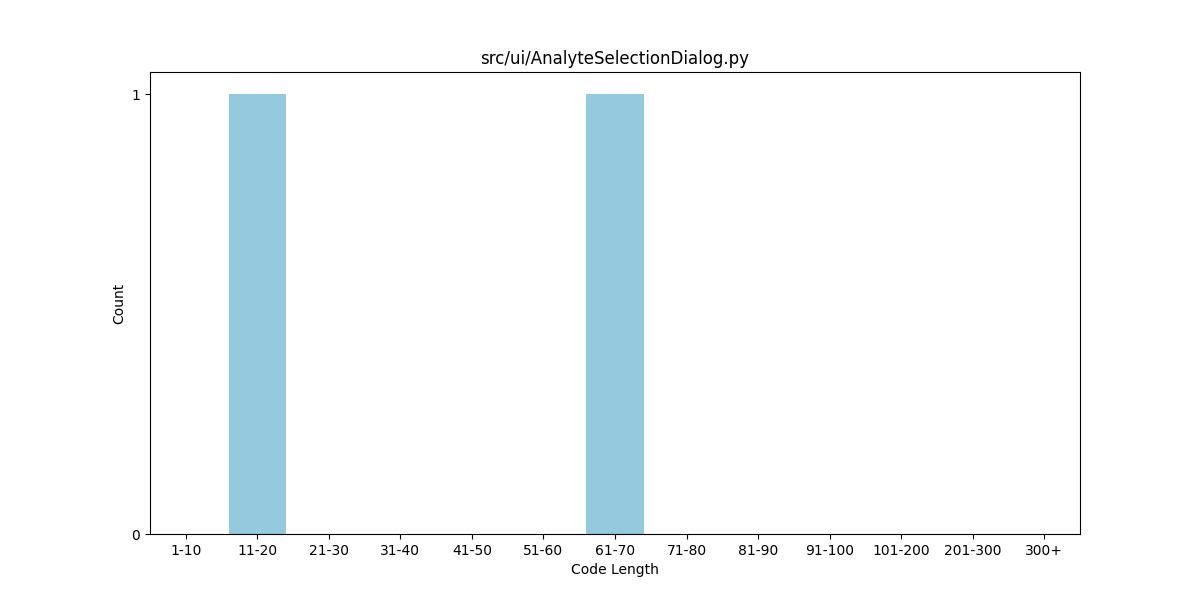 src/ui/AnalyteSelectionDialog.py
1
Count
0
1-10 11-20 21-30 31-40 41-50 51-60 61-70 71-80 81-90 91-100 101-200 201-300 300+
Code Length